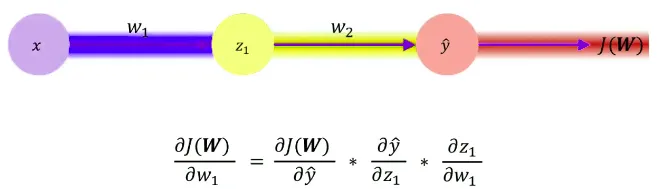 x w₁ z₁ w₂ ŷ J(W)
∂J(W)/∂w₁ = ∂J(W)/∂ŷ * ∂ŷ/∂z₁ * ∂z₁/∂w₁